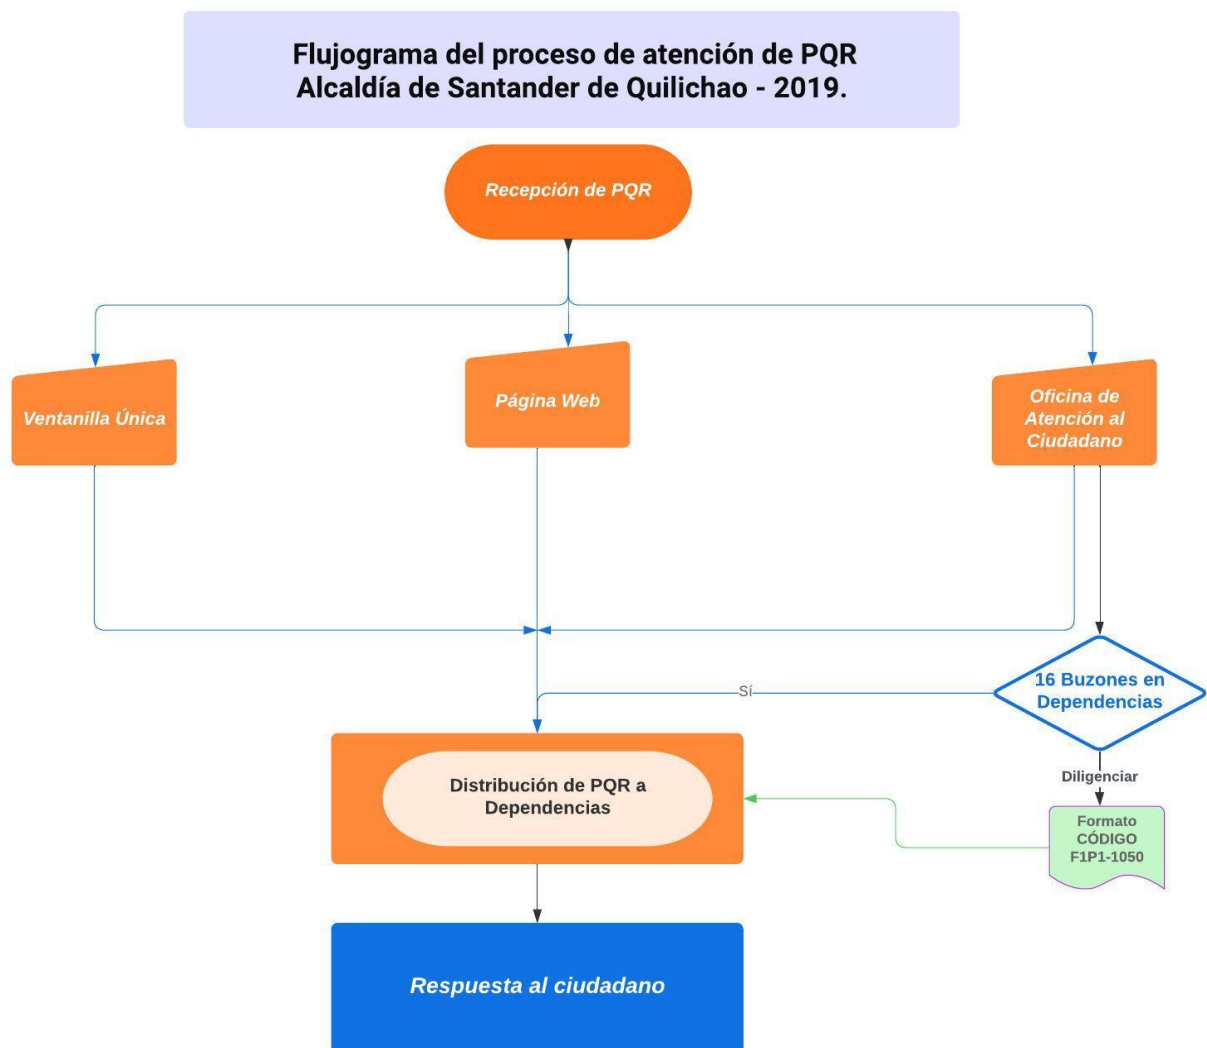 Flujograma del proceso de atención de PQR
Alcaldía de Santander de Quilichao - 2019.
Recepción de PQR
Ventanilla Única
Página Web
Oficina de
Atención al
Ciudadano
16 Buzones en
Dependencias
Sí
Diligenciar
Distribución de PQR a
Dependencias
Formato
CÓDIGO
F1P1-1050
Respuesta al ciudadano